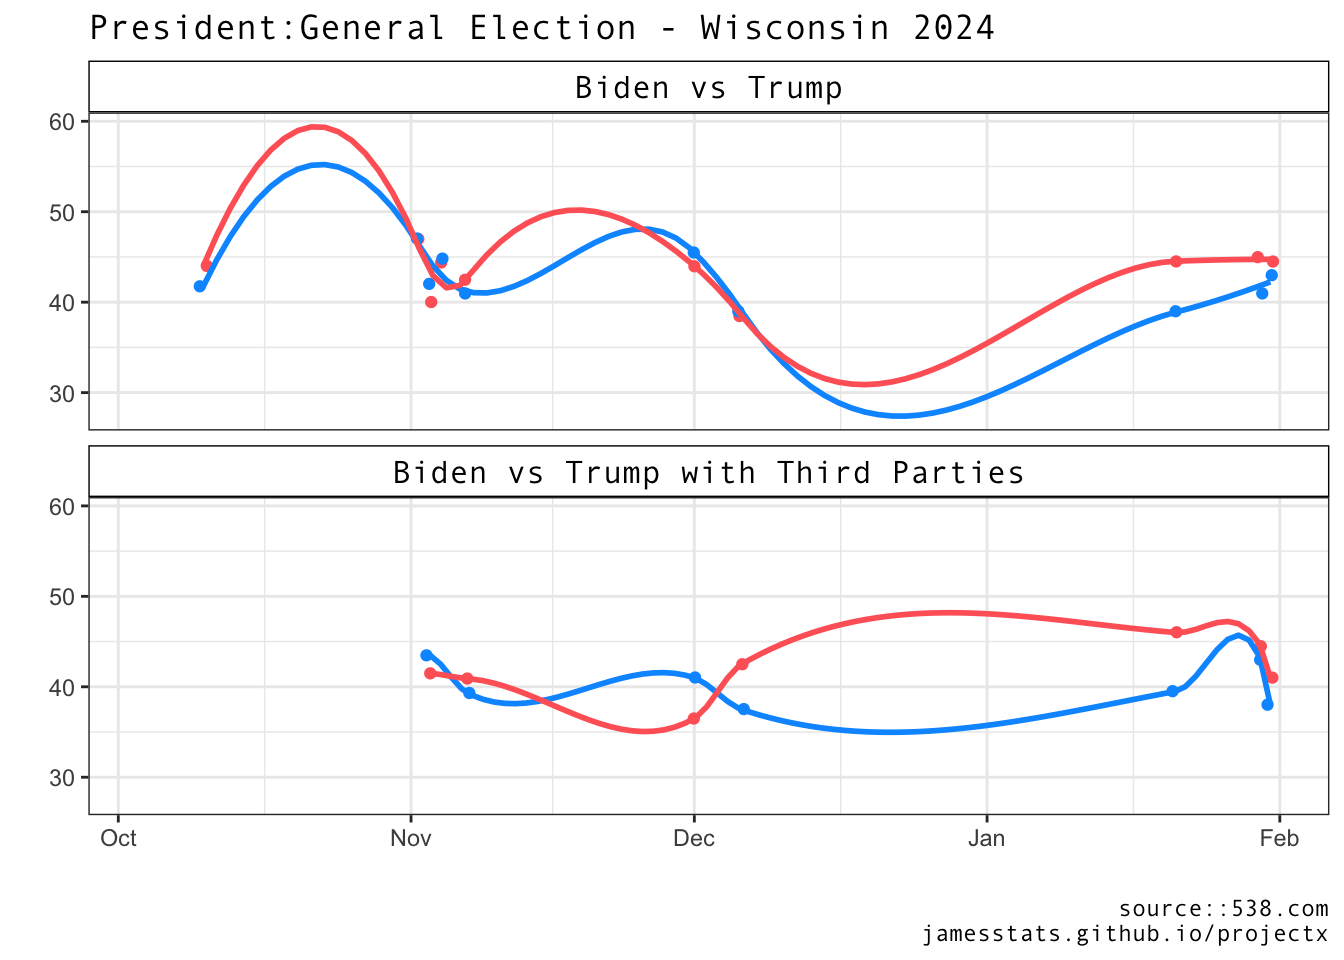 President:General Election - Wisconsin 2024
Biden vs Trump
60
50
40
30
Biden vs Trump with Third Parties
60
50
40
30
Oct Nov Dec Jan Feb
source::538.com
jamesstats.github.io/projectx